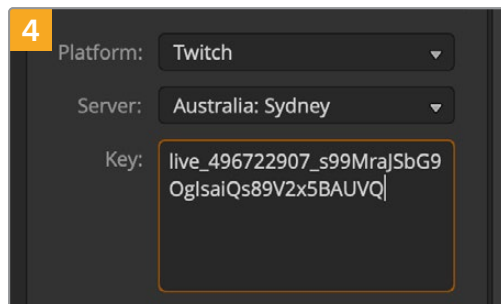 4
Platform: Twitch
Server: Australia: Sydney
Key: live_496722907_s99MraJSbG9
OgIsaiQs89V2x5BAUVQ